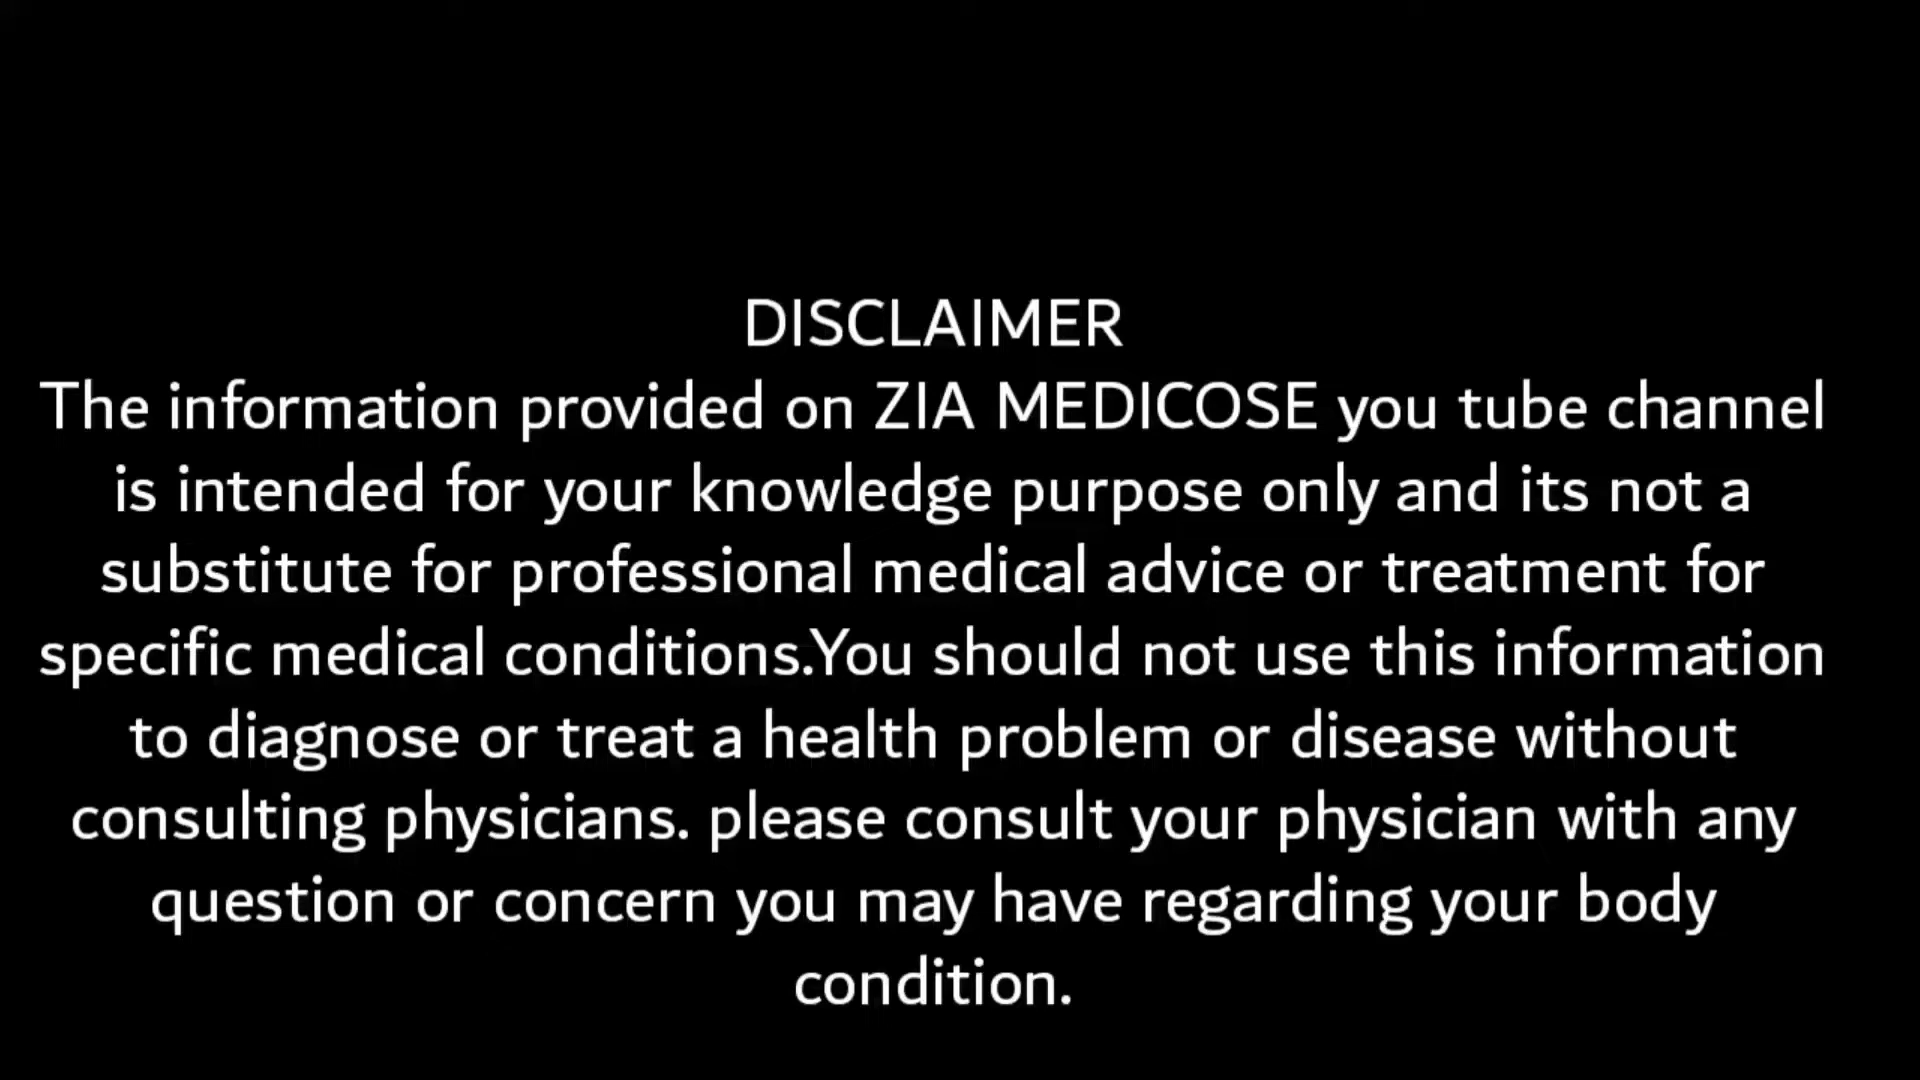 DISCLAIMER
The information provided on ZIA MEDICOSE you tube channel
is intended for your knowledge purpose only and its not a
substitute for professional medical advice or treatment for
specific medical conditions.You should not use this information
to diagnose or treat a health problem or disease without
consulting physicians. please consult your physician with any
question or concern you may have regarding your body
condition.